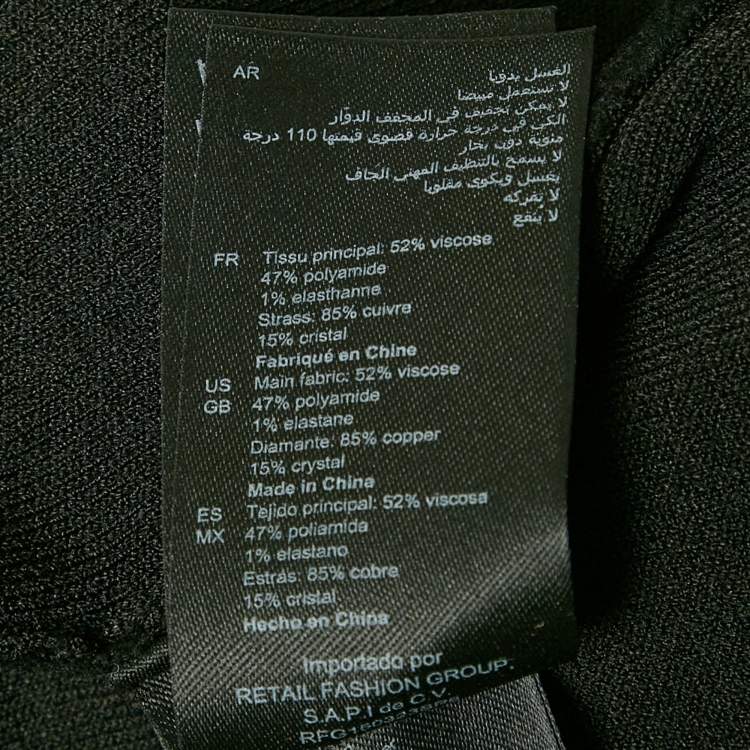 AR
الغسل يدويا
لا تستعمل مبيضا
لا يمكن تجفيف في المجفف الدوّار
الكي في درجة حرارة قصوى قيمتها 110 درجة
مئوية دون بخار
لا يسمح بالتنظيف المهني الجاف
يغسل ويكوى مقلوبا
لا يفركه
لا ينقع
FR Tissu principal: 52% viscose
47% polyamide
1% elasthanne
Strass: 85% cuivre
15% cristal
Fabriqué en Chine
US Main fabric: 52% viscose
GB 47% polyamide
1% elastane
Diamante: 85% copper
15% crystal
Made in China
ES Tejido principal: 52% viscosa
MX 47% poliamida
1% elastano
Estrás: 85% cobre
15% cristal
Hecho en China
Importado por
RETAIL FASHION GROUP.
S.A.P.I de C.V.